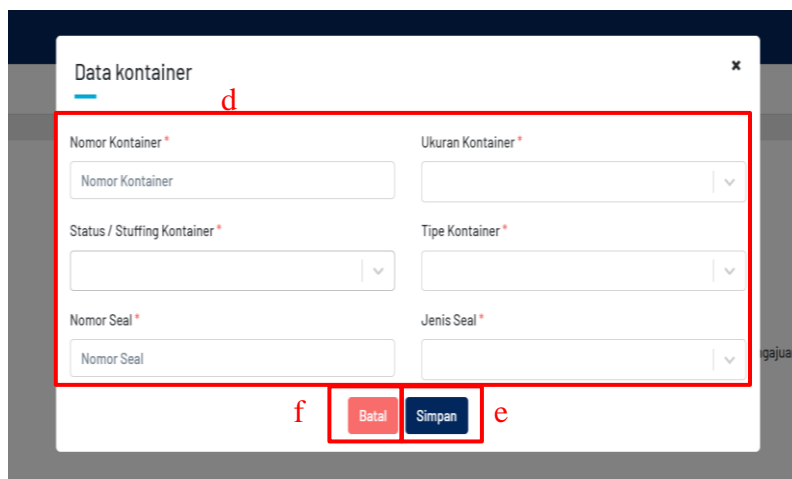 Data kontainer
x
d
Nomor Kontainer * Ukuran Kontainer *
Nomor Kontainer
Status / Stuffing Kontainer * Tipe Kontainer *
Nomor Seal * Jenis Seal *
Nomor Seal
f Batal Simpan e